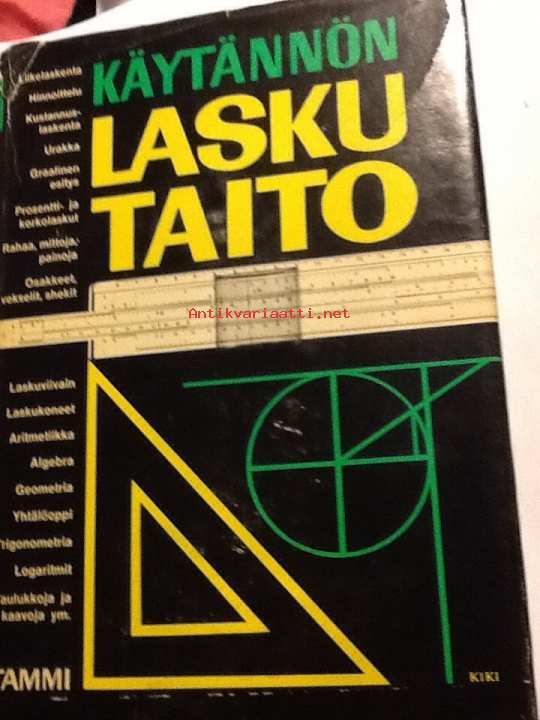 KÄYTÄNNÖN
LASKU
TAITO
Liikelaskenta
Hinnoittelu
Kustannus-
laskenta
Urakka
Graafinen
esitys
Prosentti- ja
korkolaskut
Rahaa, mittoja,
painoja
Osakkeet,
vekselit, shekit
Antikvariaatti.net
Laskuviivain
Laskukoneet
Aritmetiikka
Algebra
Geometria
Yhtälöoppi
Trigonometria
Logaritmit
Taulukkoja ja
kaavoja ym.
TAMMI
KIKI